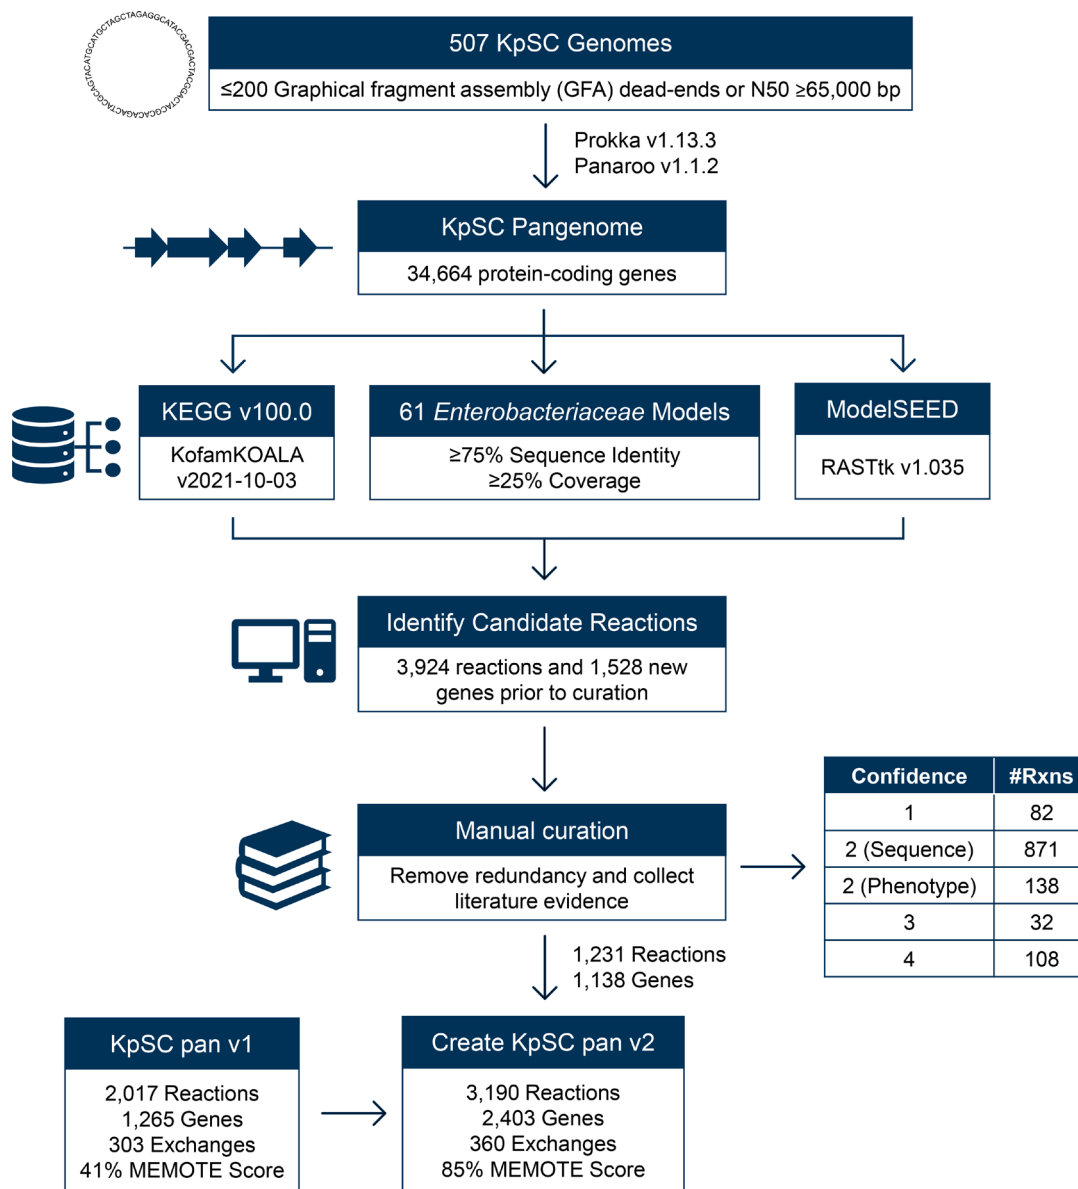 507 KpSC Genomes
≤200 Graphical fragment assembly (GFA) dead-ends or N50 ≥65,000 bp
Prokka v1.13.3
Panaroo v1.1.2
KpSC Pangenome
34,664 protein-coding genes
KEGG v100.0
KofamKOALA
v2021-10-03
61 Enterobacteriaceae Models
≥75% Sequence Identity
≥25% Coverage
ModelSEED
RASTtk v1.035
Identify Candidate Reactions
3,924 reactions and 1,528 new
genes prior to curation
Manual curation
Remove redundancy and collect
literature evidence
Confidence #Rxns
1 82
2 (Sequence) 871
2 (Phenotype) 138
3 32
4 108
1,231 Reactions
1,138 Genes
KpSC pan v1
2,017 Reactions
1,265 Genes
303 Exchanges
41% MEMOTE Score
Create KpSC pan v2
3,190 Reactions
2,403 Genes
360 Exchanges
85% MEMOTE Score